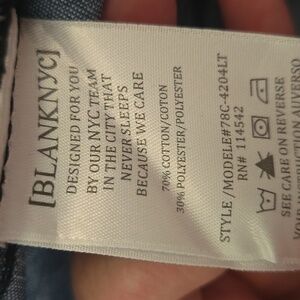 [BLANKNYC]
DESIGNED FOR YOU
BY OUR NYC TEAM
IN THE CITY THAT
NEVER SLEEPS
BECAUSE WE CARE
70% COTTON/COTON
30% POLYESTER/POLYESTER
STYLE / MODELE#78C-4204LT
RN# 114542
SEE CARE ON REVERSE